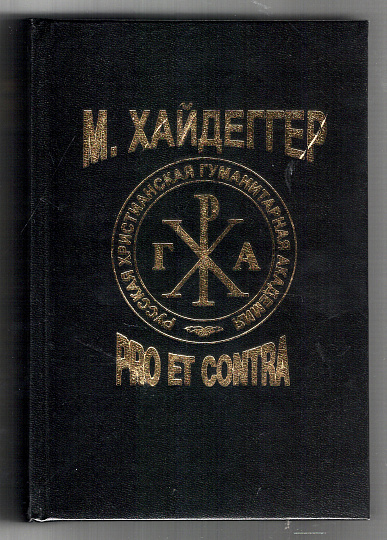 М. ХАЙДЕГГЕР
РУССКАЯ ХРИСТИАНСКАЯ ГУМАНИТАРНАЯ АКАДЕМИЯ
Р
Г Х А
PRO ET CONTRA